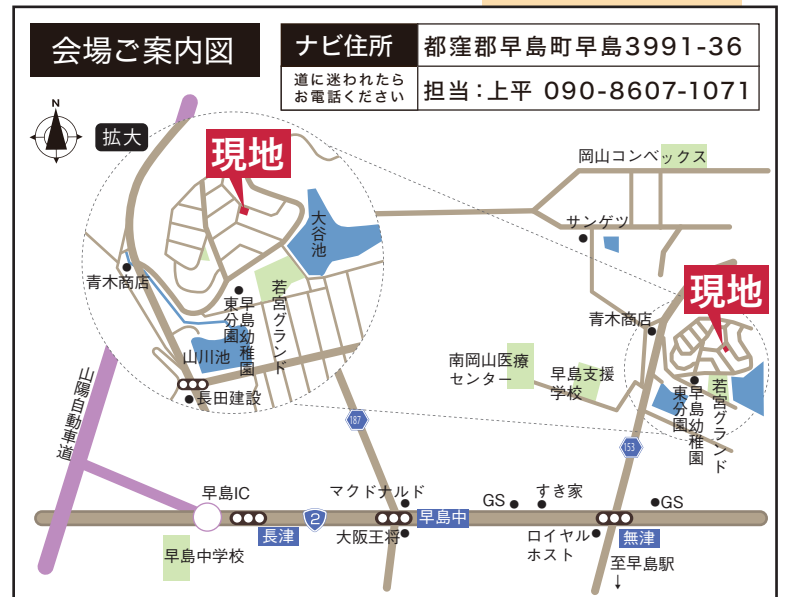 会場ご案内図
ナビ住所
都窪郡早島町早島3991-36
道に迷われたら
お電話ください
担当：上平 090-8607-1071
N
拡大
現地
大谷池
青木商店
若宮グランド
早島幼稚園
東分園
山川池
長田建設
山陽自動車道
岡山コンベックス
サンゲツ
現地
青木商店
南岡山医療
センター
早島支援
学校
若宮グランド
早島幼稚園
東分園
187
153
早島IC
マクドナルド
GS
すき家
GS
2
長津
早島中
大阪王将
ロイヤル
ホスト
無津
早島中学校
至早島駅
↓